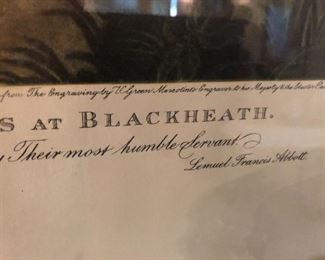 from The Engraving by V. Green Mezzotinto Engraver to his Majesty & the Elector
S AT BLACKHEATH.
Their most humble Servant.
Lemuel Francis Abbott.